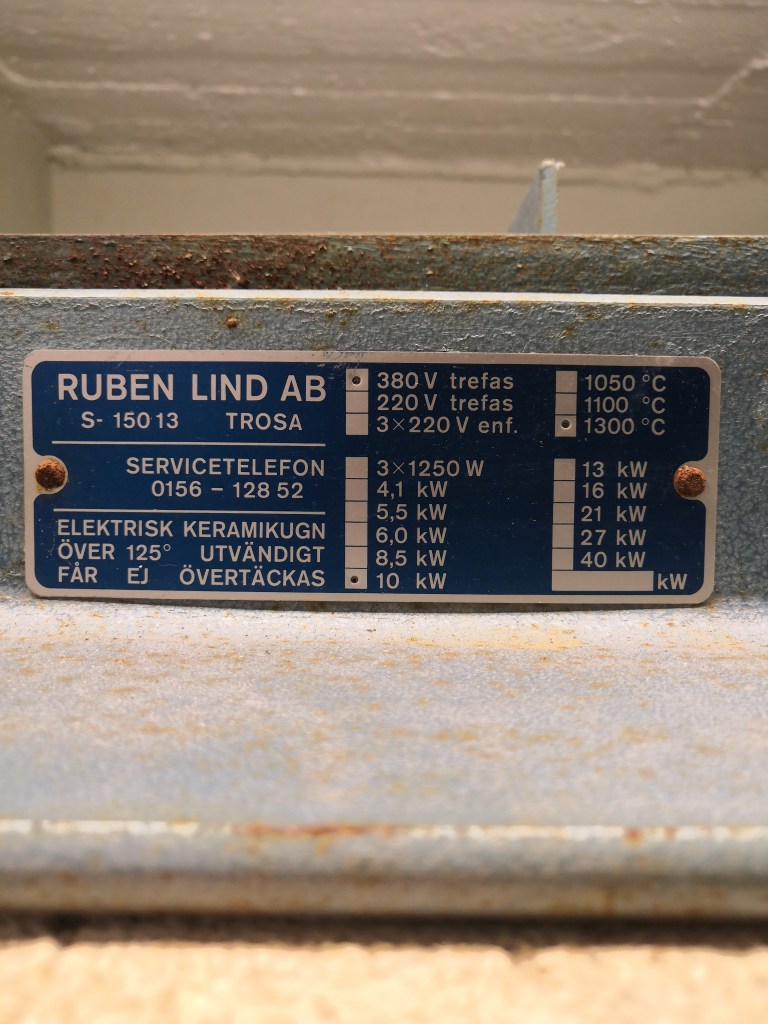 RUBEN LIND AB
S- 150 13 TROSA
SERVICETELEFON
0156 – 128 52
ELEKTRISK KERAMIKUGN
ÖVER 125° UTVÄNDIGT
FÅR EJ ÖVERTÄCKAS
380 V trefas
220 V trefas
3×220 V enf.
3×1250 W
4,1 kW
5,5 kW
6,0 kW
8,5 kW
10 kW
1050 °C
1100 °C
1300 °C
13 kW
16 kW
21 kW
27 kW
40 kW
kW